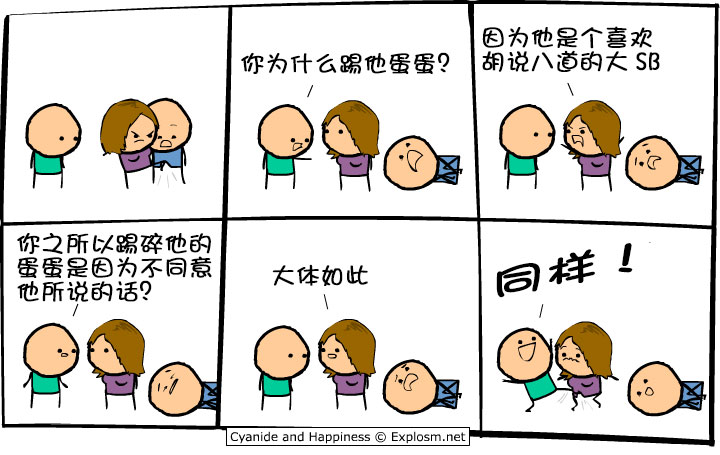 你为什么踢他蛋蛋?
因为他是个喜欢
胡说八道的大 SB
你之所以踢碎他的
蛋蛋是因为不同意
他所说的话?
大体如此
同样!
Cyanide and Happiness © Explosm.net